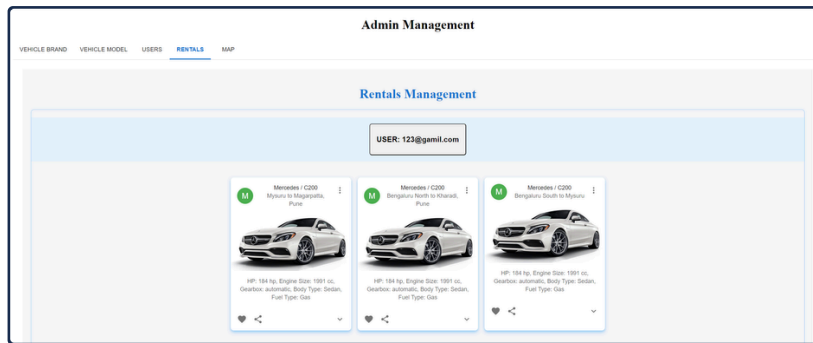 Admin Management
VEHICLE BRAND VEHICLE MODEL USERS RENTALS MAP
Rentals Management
USER: 123@gamil.com
M
Mercedes / C200
Mysuru to Magarpatta,
Pune
HP: 184 hp, Engine Size: 1991 cc,
Gearbox: automatic, Body Type: Sedan,
Fuel Type: Gas
M
Mercedes / C200
Bengaluru North to Kharadi,
Pune
HP: 184 hp, Engine Size: 1991 cc,
Gearbox: automatic, Body Type: Sedan,
Fuel Type: Gas
M
Mercedes / C200
Bengaluru South to Mysuru
HP: 184 hp, Engine Size: 1991 cc,
Gearbox: automatic, Body Type: Sedan,
Fuel Type: Gas